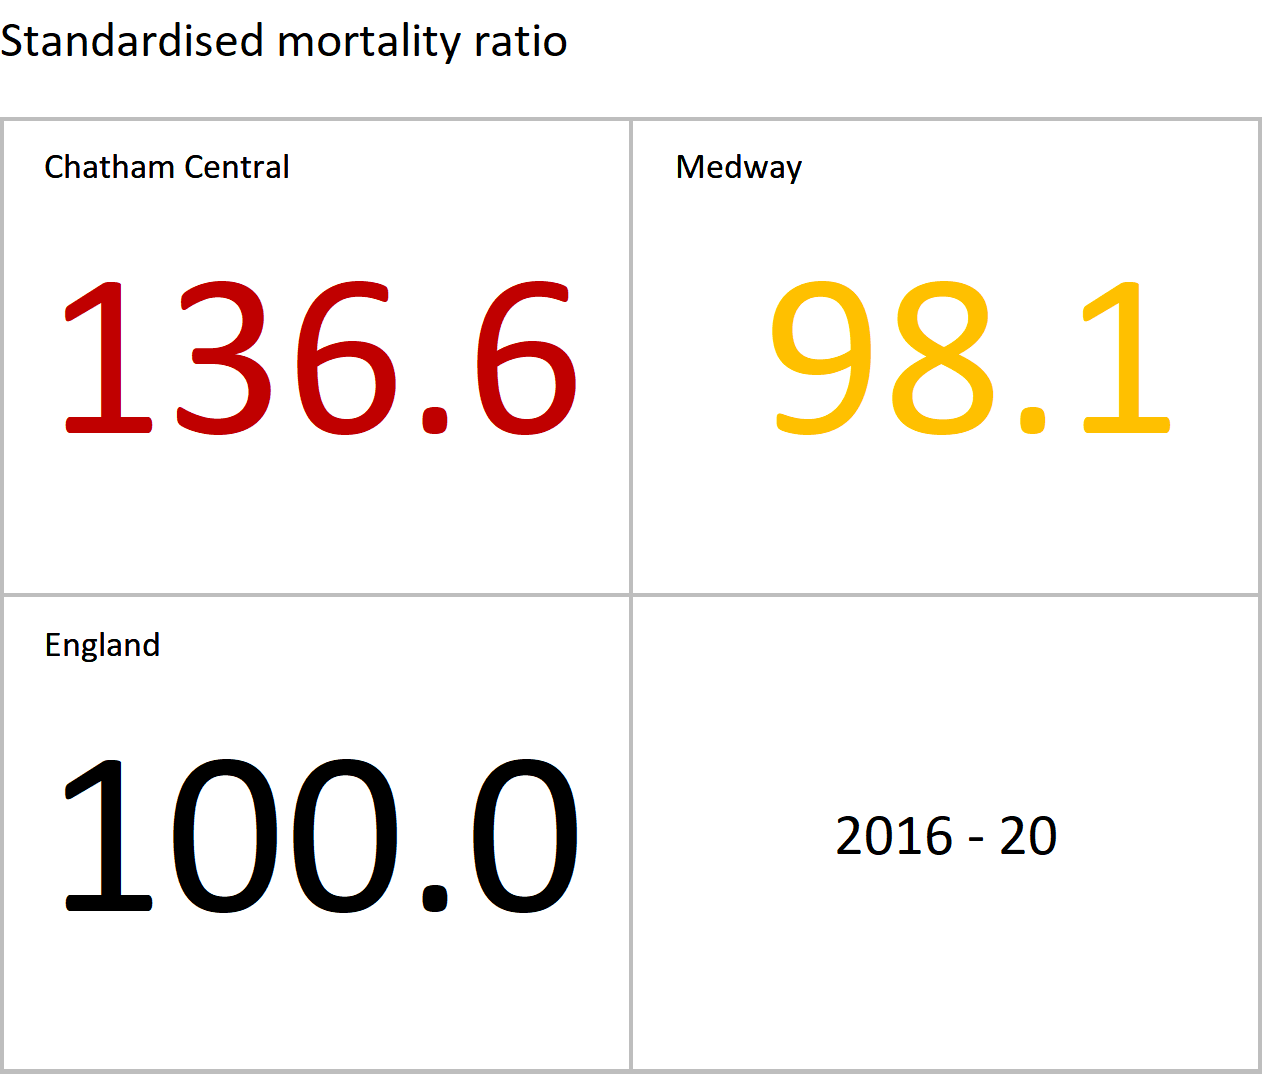 Standardised mortality ratio
Chatham Central
136.6
Medway
98.1
England
100.0
2016 - 20